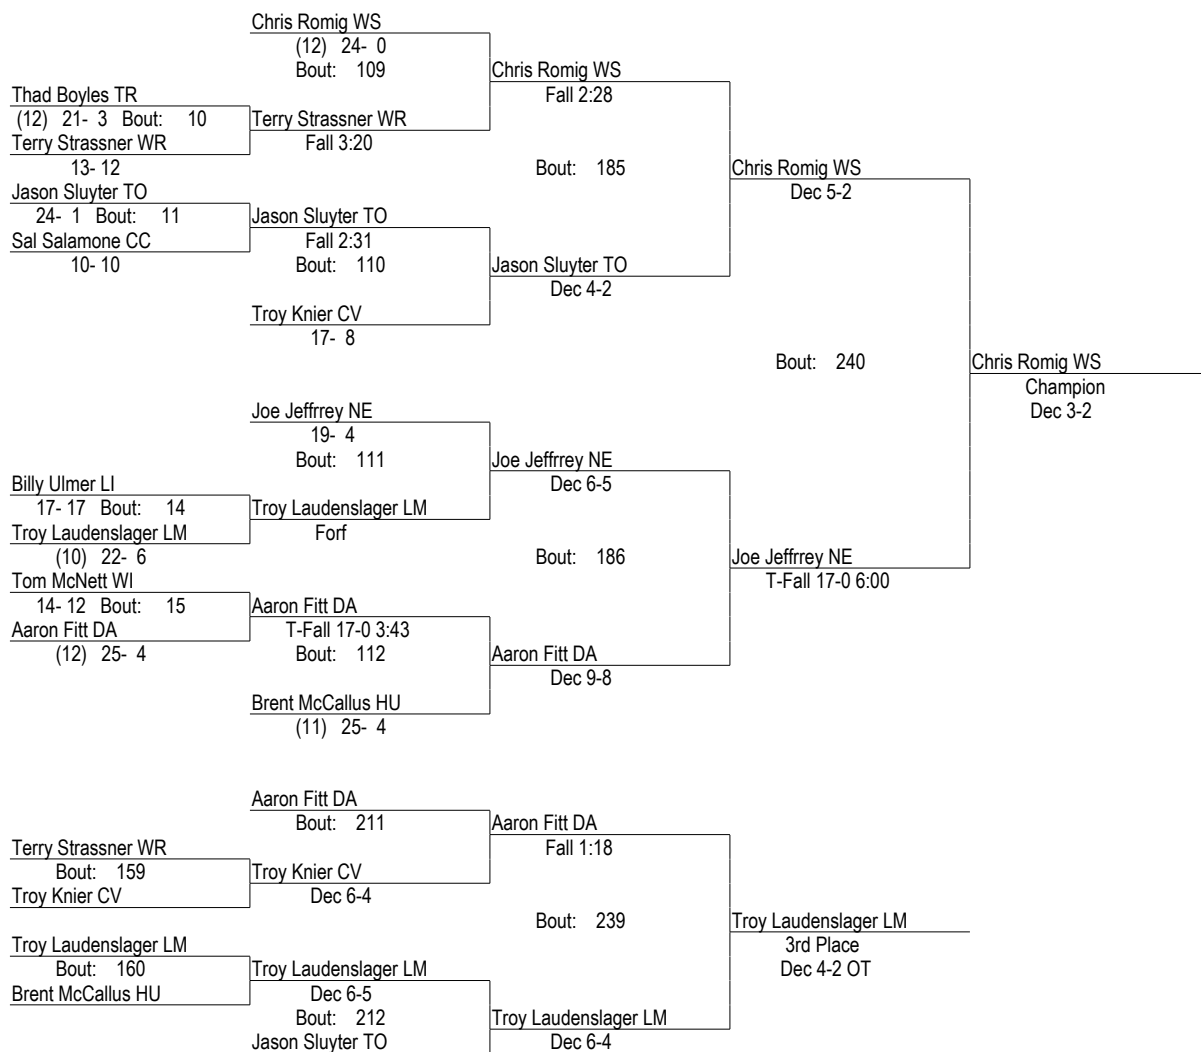 Chris Romig WS
(12) 24- 0
Bout: 109
Chris Romig WS
Fall 2:28
Thad Boyles TR
(12) 21- 3 Bout: 10
Terry Strassner WR
Fall 3:20
Terry Strassner WR
13- 12
Bout: 185
Chris Romig WS
Dec 5-2
Jason Sluyter TO
24- 1 Bout: 11
Jason Sluyter TO
Fall 2:31
Sal Salamone CC
10- 10
Bout: 110
Jason Sluyter TO
Dec 4-2
Troy Knier CV
17- 8
Bout: 240
Chris Romig WS
Champion
Dec 3-2
Joe Jeffrrey NE
19- 4
Bout: 111
Joe Jeffrrey NE
Dec 6-5
Billy Ulmer LI
17- 17 Bout: 14
Troy Laudenslager LM
Forf
Troy Laudenslager LM
(10) 22- 6
Bout: 186
Joe Jeffrrey NE
T-Fall 17-0 6:00
Tom McNett WI
14- 12 Bout: 15
Aaron Fitt DA
T-Fall 17-0 3:43
Aaron Fitt DA
(12) 25- 4
Bout: 112
Aaron Fitt DA
Dec 9-8
Brent McCallus HU
(11) 25- 4
Aaron Fitt DA
Bout: 211
Aaron Fitt DA
Fall 1:18
Terry Strassner WR
Bout: 159
Troy Knier CV
Troy Knier CV
Dec 6-4
Bout: 239
Troy Laudenslager LM
3rd Place
Dec 4-2 OT
Troy Laudenslager LM
Bout: 160
Brent McCallus HU
Troy Laudenslager LM
Dec 6-5
Bout: 212
Troy Laudenslager LM
Dec 6-4
Jason Sluyter TO